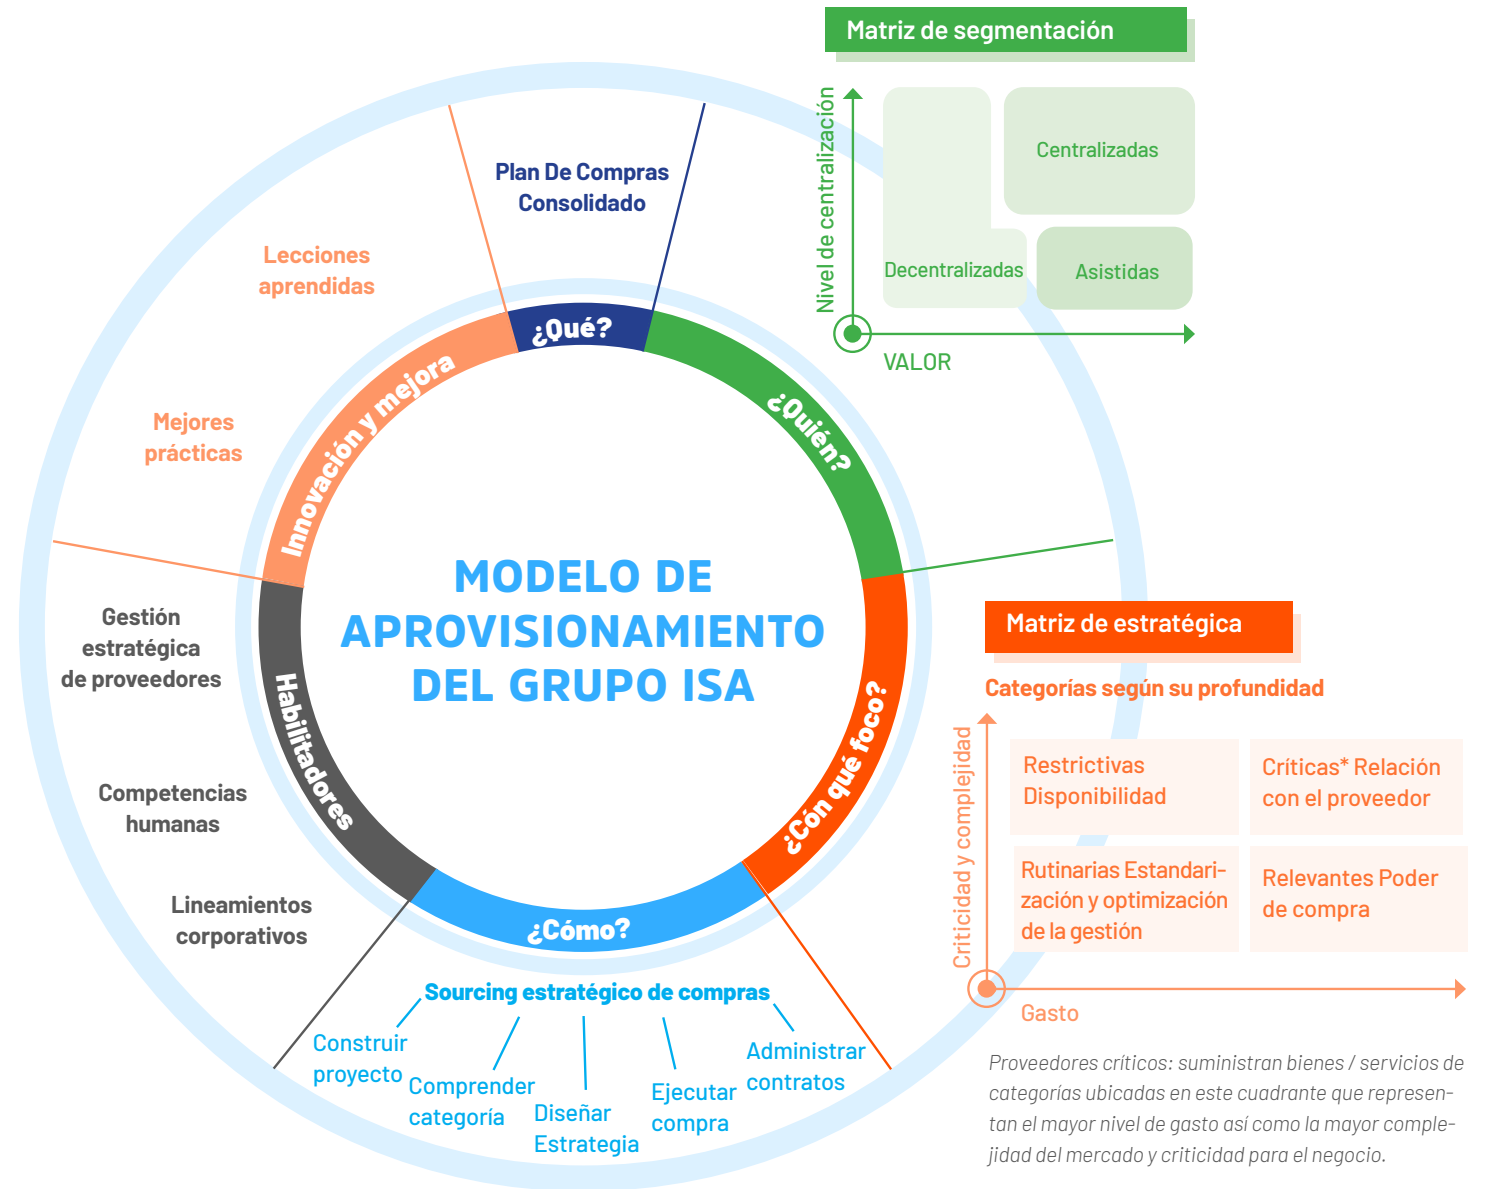 Matriz de segmentación
Nivel de centralización
Centralizadas
Decentralizadas
Asistidas
VALOR
Plan De Compras
Consolidado
Lecciones
aprendidas
Mejores
prácticas
¿Qué?
¿Quién?
Innovación y mejora
MODELO DE
APROVISIONAMIENTO
DEL GRUPO ISA
Gestión
estratégica
de proveedores
Competencias
humanas
Lineamientos
corporativos
Habilitadores
¿Cón qué foco?
¿Cómo?
Sourcing estratégico de compras
Construir
proyecto
Comprender
categoría
Diseñar
Estrategia
Ejecutar
compra
Administrar
contratos
Matriz de estratégica
Categorías según su profundidad
Criticidad y complejidad
Restrictivas
Disponibilidad
Críticas* Relación
con el proveedor
Rutinarias Estandari-
zación y optimización
de la gestión
Relevantes Poder
de compra
Gasto
Proveedores críticos: suministran bienes / servicios de
categorías ubicadas en este cuadrante que represen-
tan el mayor nivel de gasto así como la mayor comple-
jidad del mercado y criticidad para el negocio.